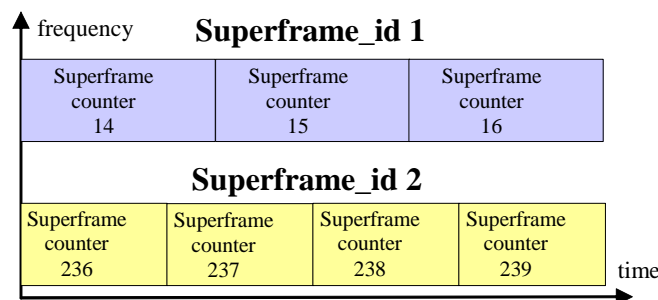 frequency
Superframe_id 1
Superframe counter 14
Superframe counter 15
Superframe counter 16
Superframe_id 2
Superframe counter 236
Superframe counter 237
Superframe counter 238
Superframe counter 239
time